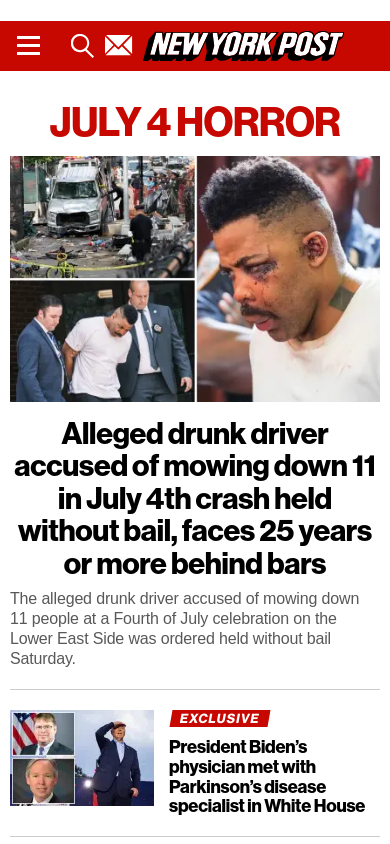 NEW YORK POST
JULY 4 HORROR
Alleged drunk driver
accused of mowing down 11
in July 4th crash held
without bail, faces 25 years
or more behind bars
The alleged drunk driver accused of mowing down
11 people at a Fourth of July celebration on the
Lower East Side was ordered held without bail
Saturday.
EXCLUSIVE
President Biden’s
physician met with
Parkinson’s disease
specialist in White House